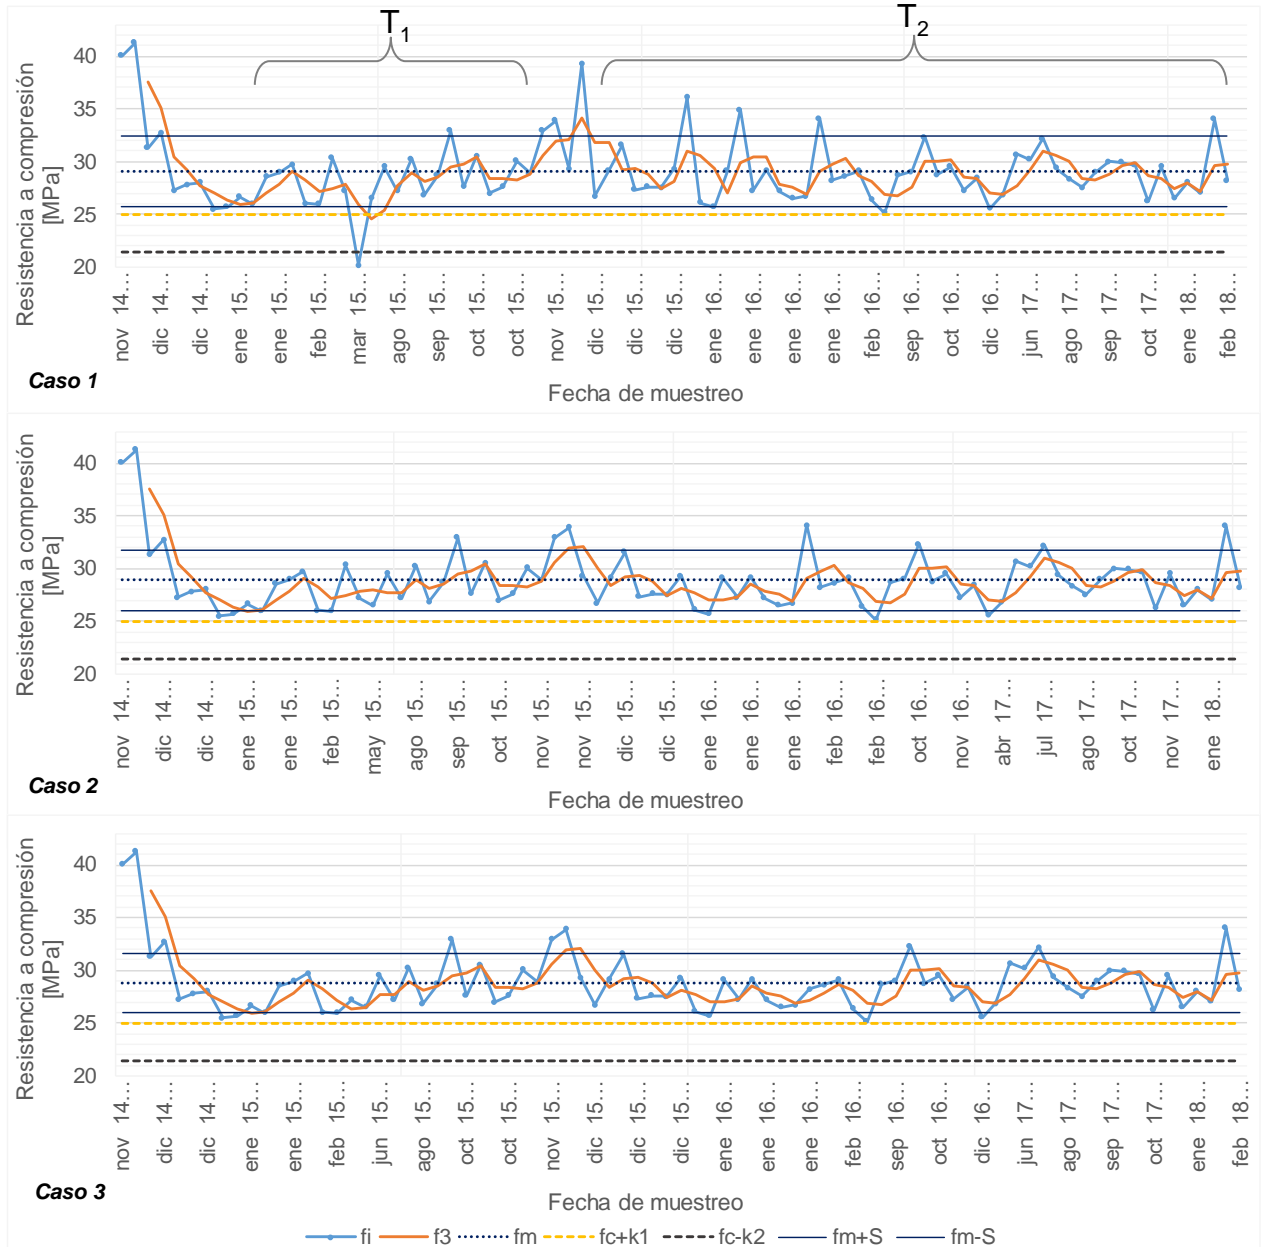 T1
T2
Resistencia a compresión
[MPa]
40
35
30
25
20
nov 14…
dic 14…
dic 14…
ene 15…
ene 15…
feb 15…
mar 15…
ago 15…
sep 15…
oct 15…
oct 15…
nov 15…
dic 15…
dic 15…
ene 16…
ene 16…
feb 16…
feb 16…
sep 16…
oct 16…
dic 16…
jun 17…
ago 17…
sep 17…
oct 17…
ene 18…
feb 18…
Caso 1
Fecha de muestreo
Resistencia a compresión
[MPa]
40
35
30
25
20
nov 14…
dic 14…
dic 14…
ene 15…
ene 15…
feb 15…
may 15…
ago 15…
sep 15…
oct 15…
nov 15…
nov 15…
dic 15…
dic 15…
ene 16…
ene 16…
feb 16…
feb 16…
feb 16…
oct 16…
nov 16…
abr 17…
jul 17…
ago 17…
oct 17…
nov 17…
ene 18…
Caso 2
Fecha de muestreo
Resistencia a compresión
[MPa]
40
35
30
25
20
nov 14…
dic 14…
dic 14…
ene 15…
ene 15…
feb 15…
jun 15…
ago 15…
oct 15…
oct 15…
nov 15…
dic 15…
dic 15…
dic 15…
ene 16…
ene 16…
feb 16…
feb 16…
sep 16…
oct 16…
dic 16…
jun 17…
ago 17…
sep 17…
oct 17…
ene 18…
feb 18…
Caso 3
Fecha de muestreo
fi f3 fm fc+k1 fc-k2 fm+S fm-S